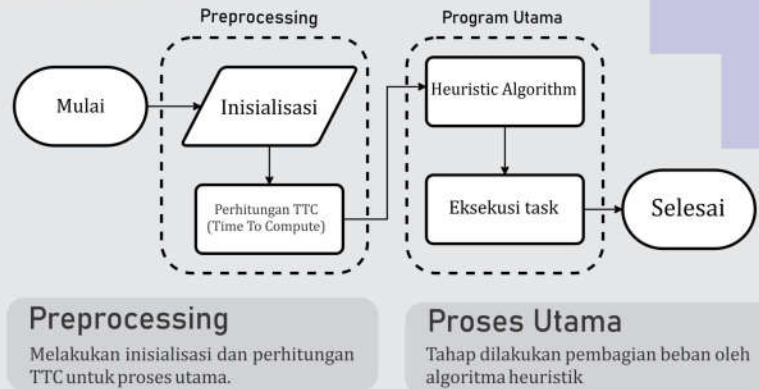 Preprocessing
Program Utama
Mulai
Inisialisasi
Heuristic Algorithm
Perhitungan TTC
(Time To Compute)
Eksekusi task
Selesai
Preprocessing
Melakukan inisialisasi dan perhitungan
TTC untuk proses utama.
Proses Utama
Tahap dilakukan pembagian beban oleh
algoritma heuristik